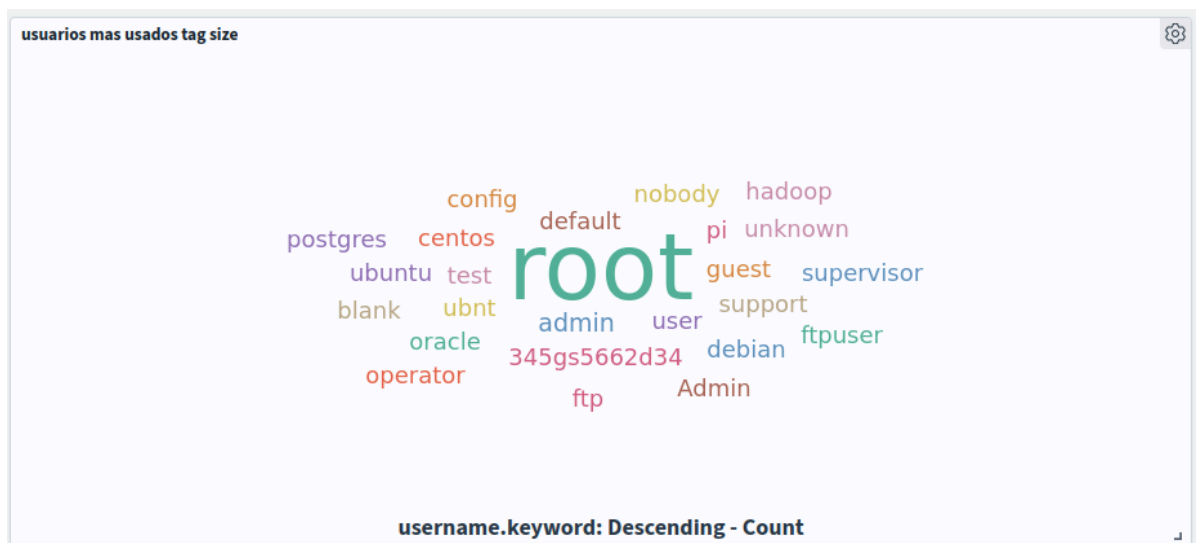 usuarios mas usados tag size
config nobody hadoop
default
postgres centos pi unknown
root
ubuntu test guest supervisor
blank ubnt support
admin user
oracle ftpuser
345gs5662d34 debian
operator Admin
ftp
username.keyword: Descending - Count